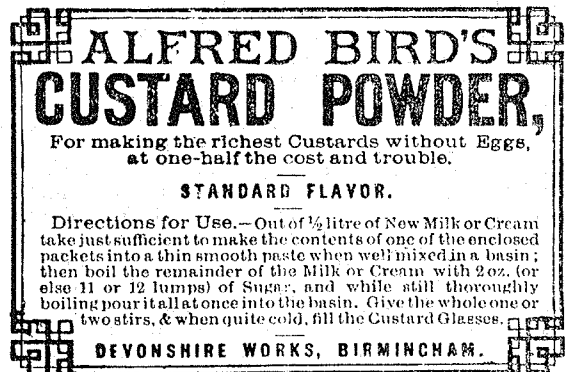 ALFRED BIRD'S
CUSTARD POWDER,
For making the richest Custards without Eggs,
at one-half the cost and trouble.
STANDARD FLAVOR.
Directions for Use.—Out of ½ litre of New Milk or Cream
take just sufficient to make the contents of one of the enclosed
packets into a thin smooth paste when well mixed in a basin;
then boil the remainder of the Milk or Cream with 2 oz. (or
else 11 or 12 lumps) of Sugar, and while still thoroughly
boiling pour it all at once into the basin. Give the whole one or
two stirs, & when quite cold, fill the Custard Glasses.
DEVONSHIRE WORKS, BIRMINGHAM.